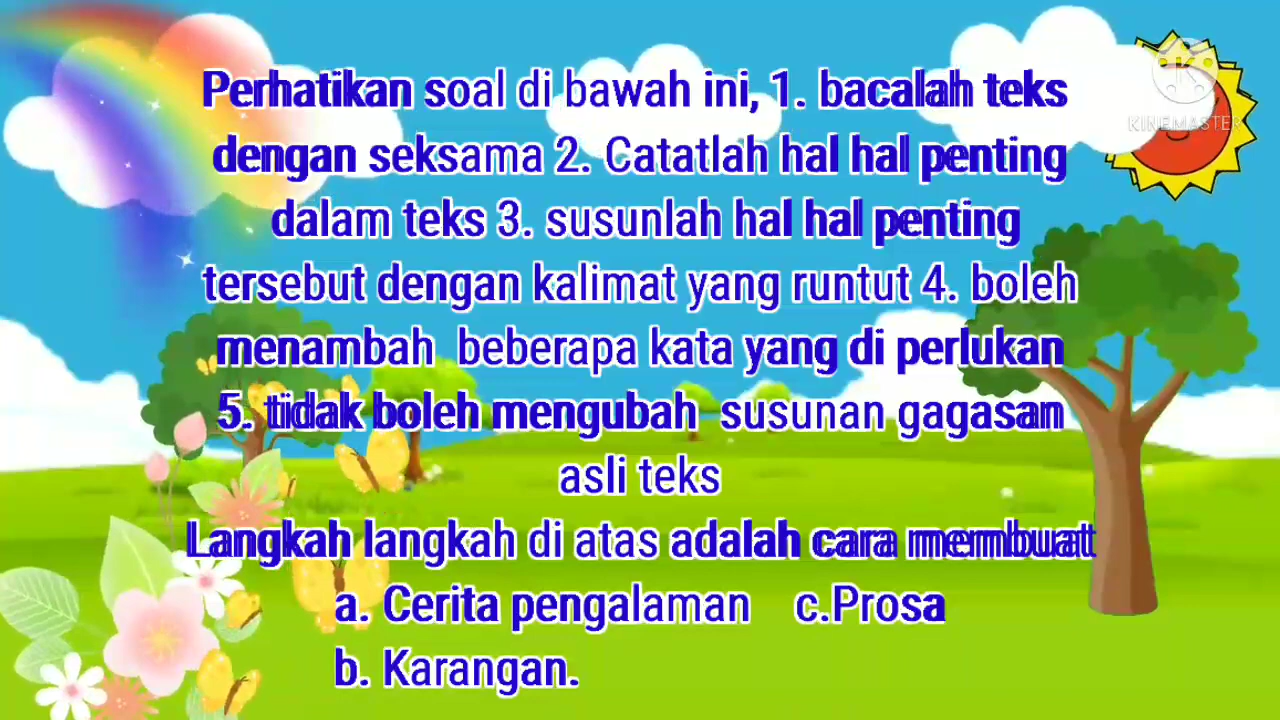 Perhatikan soal di bawah ini, 1. bacalah teks
dengan seksama 2. Catatlah hal hal penting
dalam teks 3. susunlah hal hal penting
tersebut dengan kalimat yang runtut 4. boleh
menambah beberapa kata yang di perlukan
5. tidak boleh mengubah susunan gagasan
asli teks
Langkah langkah di atas adalah cara membuat
a. Cerita pengalaman c.Prosa
b. Karangan.
KINEMASTER